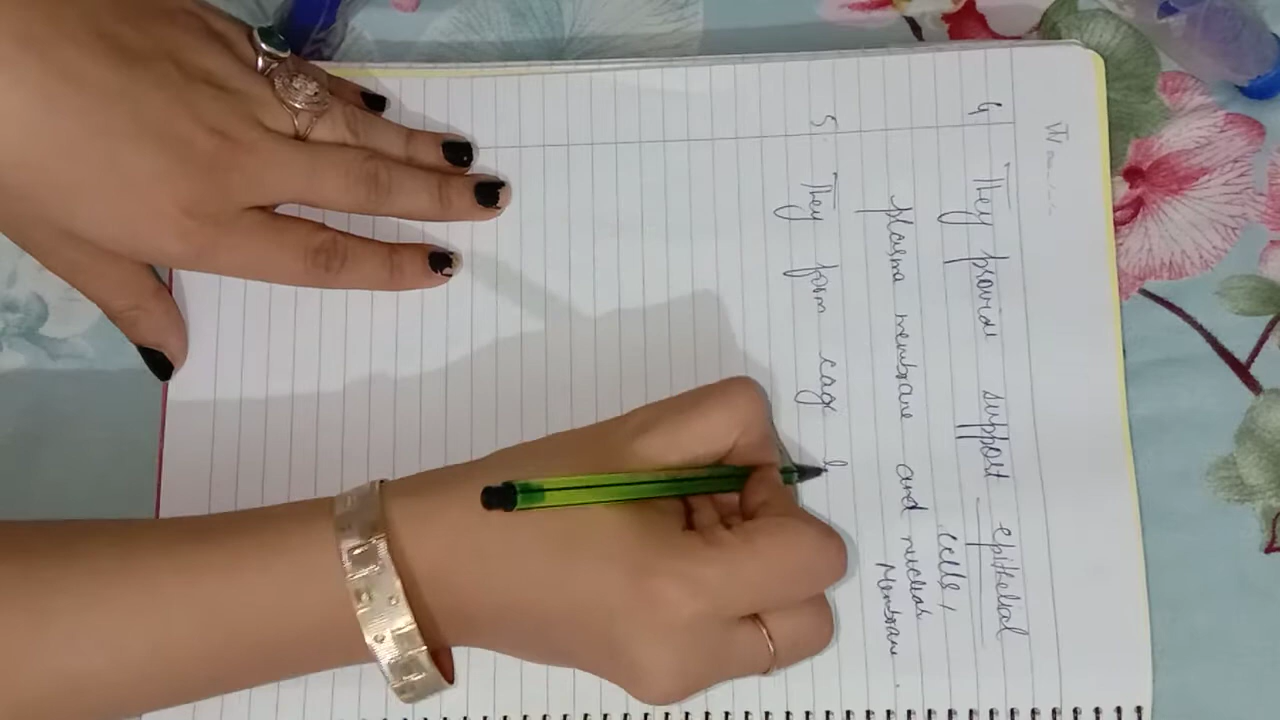 4 They provide support epithelial
cells,
plasma membrane and nuclear
Membrane.
5. They form cage l